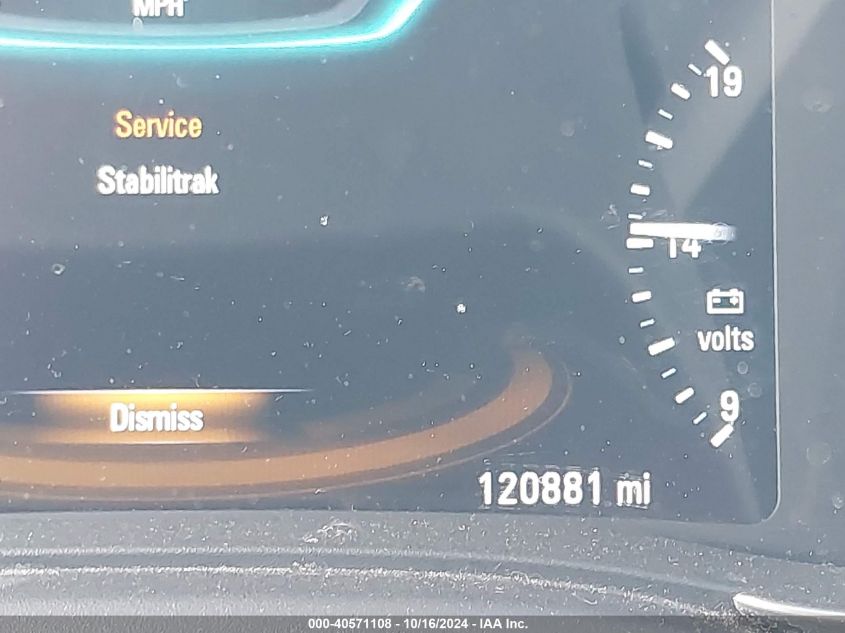 MPH
Service
Stabilitrak
19
14
volts
9
Dismiss
120881 mi
000-40571108 - 10/16/2024 - IAA Inc.